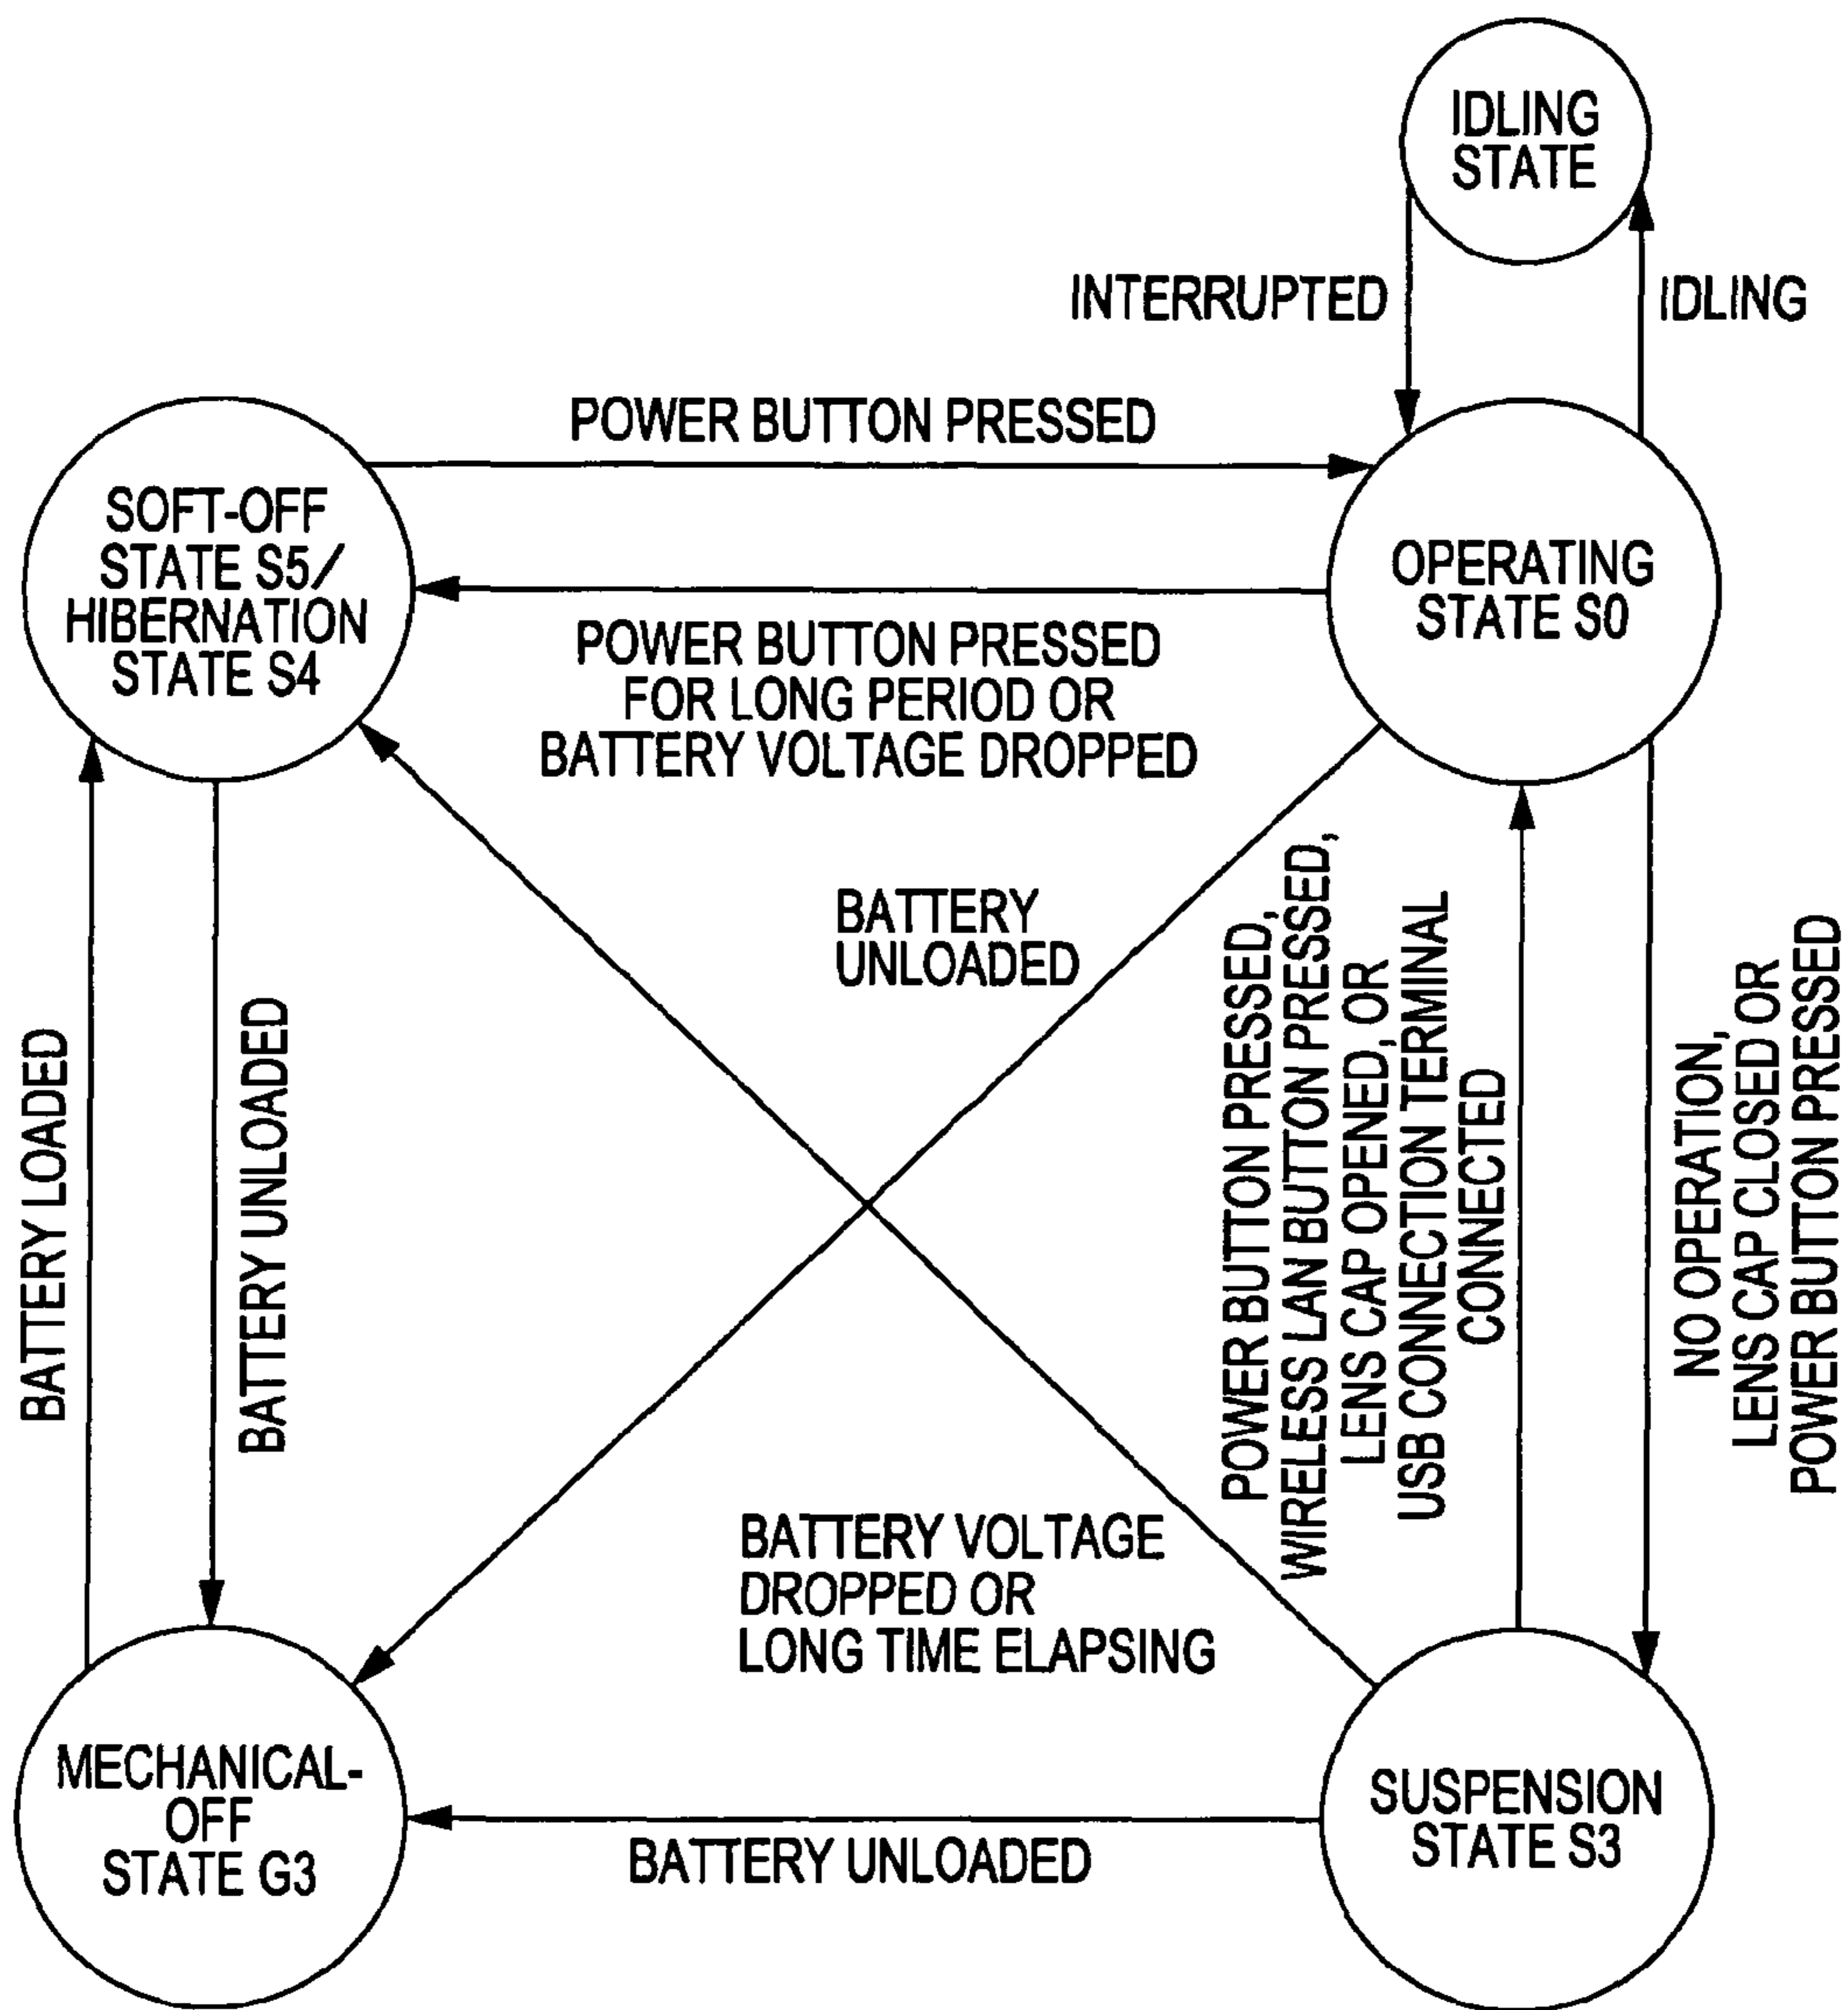 IDLING
STATE
INTERRUPTED
IDLING
POWER BUTTON PRESSED
SOFT-OFF
STATE S5/
HIBERNATION
STATE S4
OPERATING
STATE S0
POWER BUTTON PRESSED
FOR LONG PERIOD OR
BATTERY VOLTAGE DROPPED
BATTERY
UNLOADED
BATTERY LOADED
BATTERY UNLOADED
POWER BUTTON PRESSED,
WIRELESS LAN BUTTON PRESSED,
LENS CAP OPENED, OR
USB CONNECTION TERMINAL
CONNECTED
NO OPERATION,
LENS CAP CLOSED OR
POWER BUTTON PRESSED
BATTERY VOLTAGE
DROPPED OR
LONG TIME ELAPSING
MECHANICAL-
OFF
STATE G3
BATTERY UNLOADED
SUSPENSION
STATE S3